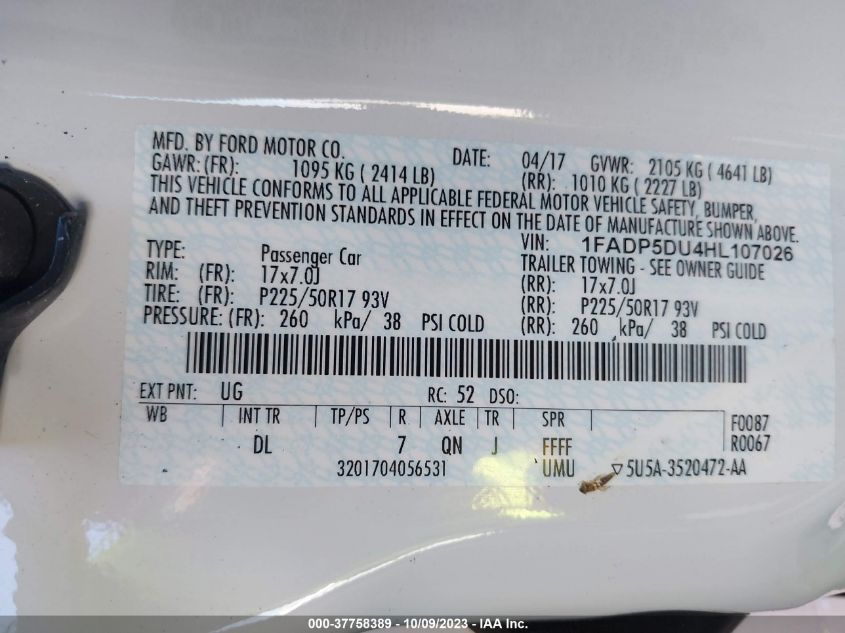 MFD. BY FORD MOTOR CO. DATE: 04/17 GVWR: 2105 KG ( 4641 LB)
GAWR: (FR): 1095 KG ( 2414 LB) (RR): 1010 KG ( 2227 LB)
THIS VEHICLE CONFORMS TO ALL APPLICABLE FEDERAL MOTOR VEHICLE SAFETY, BUMPER,
AND THEFT PREVENTION STANDARDS IN EFFECT ON THE DATE OF MANUFACTURE SHOWN ABOVE.
VIN: 1FADP5DU4HL107026
TYPE: Passenger Car TRAILER TOWING - SEE OWNER GUIDE
RIM: (FR): 17x7.0J (RR): 17x7.0J
TIRE: (FR): P225/50R17 93V (RR): P225/50R17 93V
PRESSURE: (FR): 260 kPa/ 38 PSI COLD (RR): 260 kPa/ 38 PSI COLD
EXT PNT: UG RC: 52 DSO:
WB INT TR TP/PS R AXLE TR SPR F0087
DL 7 QN J FFFF R0067
3201704056531 UMU ▽5U5A-3520472-AA
000-37758389 - 10/09/2023 - IAA Inc.